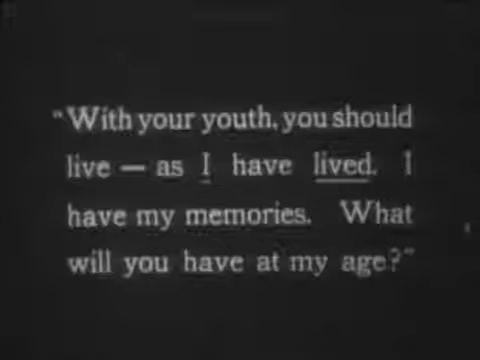 "With your youth, you should
live — as I have lived. I
have my memories. What
will you have at my age?"